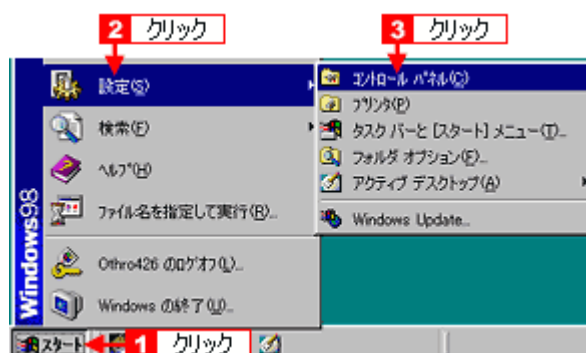 2 クリック
3 クリック
設定(S)
検索(F)
ヘルプ(H)
ファイル名を指定して実行(R)...
Othro426 のログオフ(L)...
Windows の終了(U)...
Windows98
コントロール パネル(C)
プリンタ(P)
タスク バーと [スタート] メニュー(T)...
フォルダ オプション(F)...
アクティブ デスクトップ(A)
Windows Update...
スタート
1 クリック